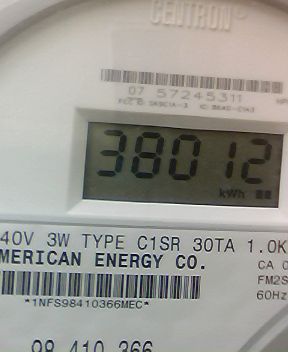 CENTRON®
07 57245311
38012
kWh
40V 3W TYPE C1SR 30TA 1.0K
MERICAN ENERGY CO.
CA 0
FM2S
60Hz
*1NFS98410366MEC*
98 410 366